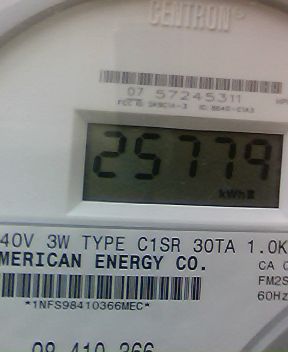 CENTRON
07 57245311
25779
kWh
40V 3W TYPE C1SR 30TA 1.0K
MERICAN ENERGY CO.
CA 0
FM2S
60Hz
*1NFS98410366MEC*
98 410 366